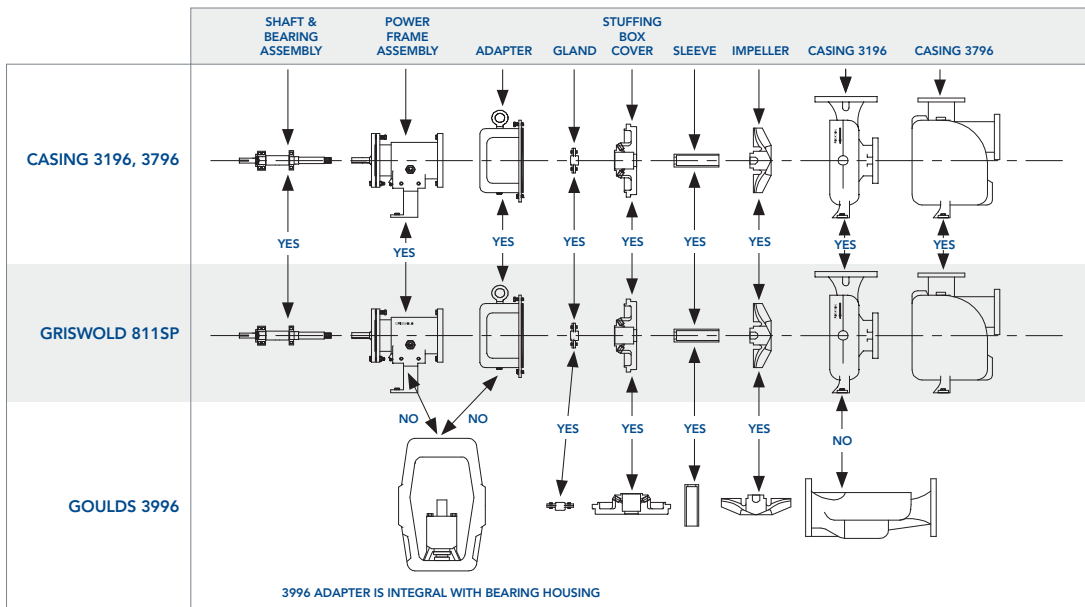 SHAFT &
BEARING
ASSEMBLY
POWER
FRAME
ASSEMBLY
ADAPTER
GLAND
STUFFING
BOX
COVER
SLEEVE
IMPELLER
CASING 3196
CASING 3796
CASING 3196, 3796
YES
YES
YES
YES
YES
YES
YES
YES
YES
GRISWOLD 811SP
NO
NO
YES
YES
YES
YES
NO
GOULDS 3996
3996 ADAPTER IS INTEGRAL WITH BEARING HOUSING